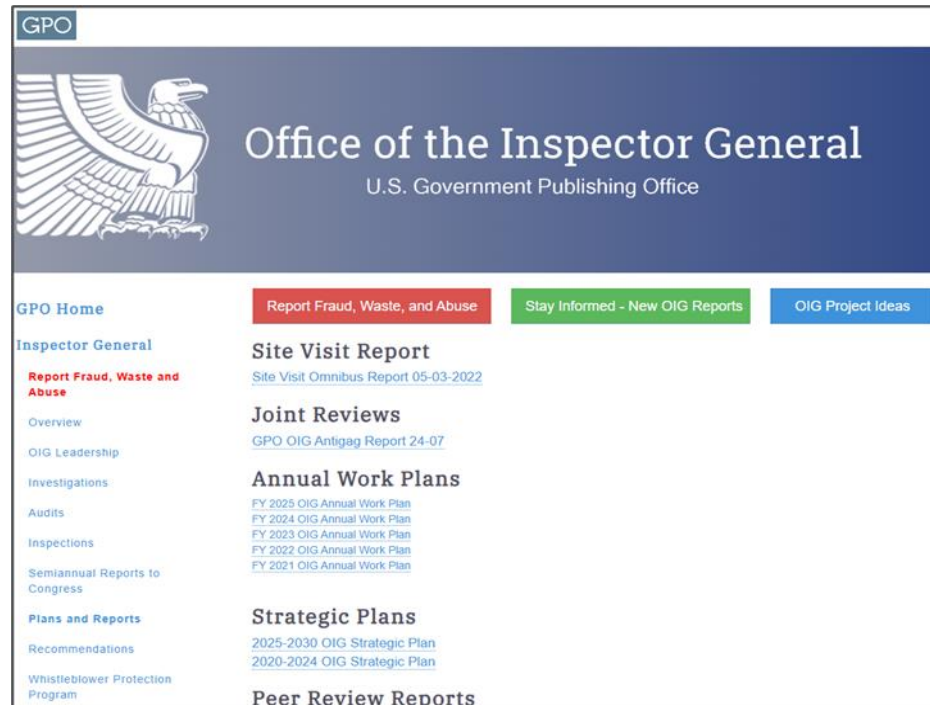 GPO
Office of the Inspector General
U.S. Government Publishing Office
GPO Home
Inspector General
Report Fraud, Waste and
Abuse
Overview
OIG Leadership
Investigations
Audits
Inspections
Semiannual Reports to
Congress
Plans and Reports
Recommendations
Whistleblower Protection
Program
Report Fraud, Waste, and Abuse
Stay Informed - New OIG Reports
OIG Project Ideas
Site Visit Report
Site Visit Omnibus Report 05-03-2022
Joint Reviews
GPO OIG Antigag Report 24-07
Annual Work Plans
FY 2025 OIG Annual Work Plan
FY 2024 OIG Annual Work Plan
FY 2023 OIG Annual Work Plan
FY 2022 OIG Annual Work Plan
FY 2021 OIG Annual Work Plan
Strategic Plans
2025-2030 OIG Strategic Plan
2020-2024 OIG Strategic Plan
Peer Review Reports